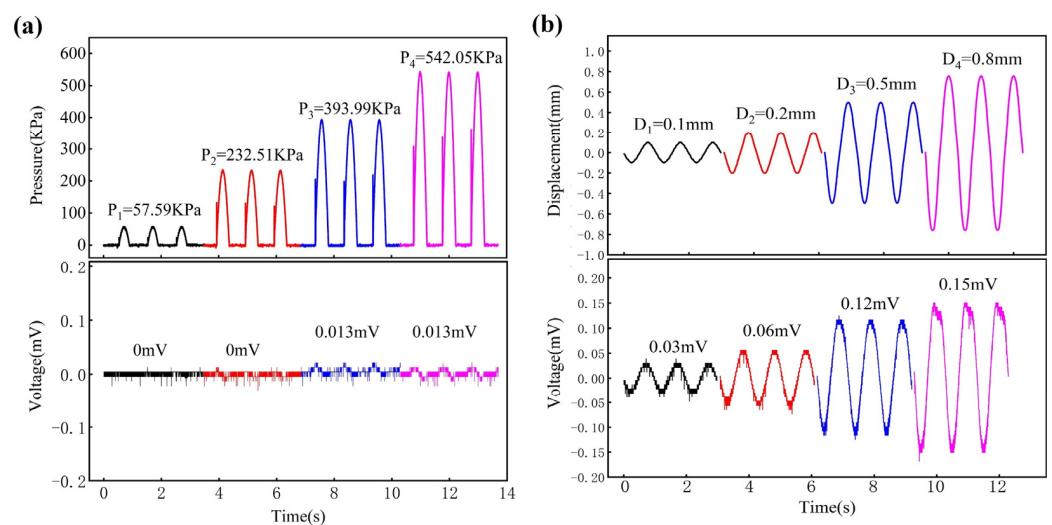 (a)
600
500
400
300
200
100
0
Pressure(KPa)
P1=57.59KPa
P2=232.51KPa
P3=393.99KPa
P4=542.05KPa
0.2
0.1
0.0
-0.1
-0.2
Voltage(mV)
0mV
0mV
0.013mV
0.013mV
0 2 4 6 8 10 12 14
Time(s)
(b)
1.0
0.8
0.6
0.4
0.2
0.0
-0.2
-0.4
-0.6
-0.8
-1.0
Displacement(mm)
D1=0.1mm
D2=0.2mm
D3=0.5mm
D4=0.8mm
0.20
0.15
0.10
0.05
0.00
-0.05
-0.10
-0.15
-0.20
Voltage(mV)
0.03mV
0.06mV
0.12mV
0.15mV
0 2 4 6 8 10 12
Time(s)